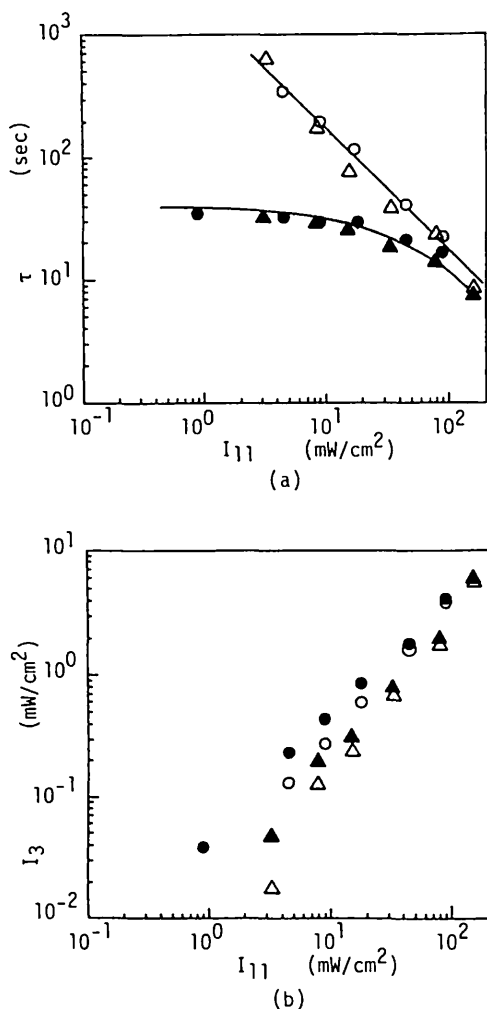 10³
(sec)
10²
τ
10¹
10⁰
10⁻¹ 10⁰ 10¹ 10²
I₁₁ (mW/cm²)
(a)
10¹
(mW/cm²)
10⁰
10⁻¹
I₃
10⁻²
10⁻¹ 10⁰ 10¹ 10²
I₁₁ (mW/cm²)
(b)